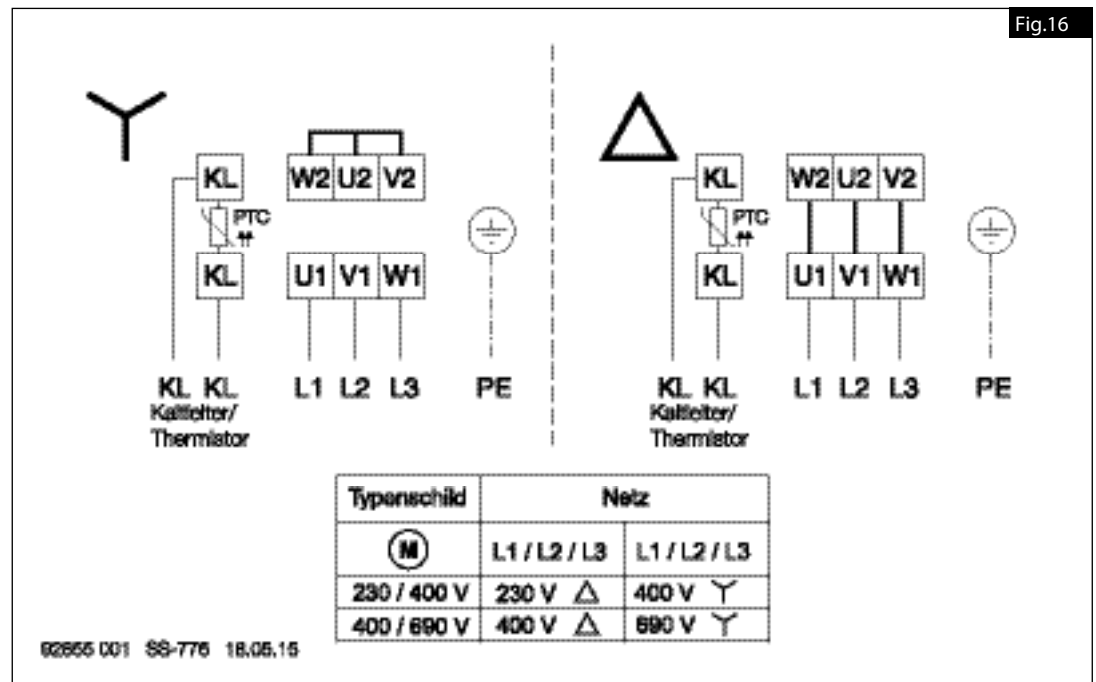 Fig.16
KL W2 U2 V2
PTC
KL U1 V1 W1
KL KL L1 L2 L3 PE
Kaltleiter/
Thermistor
KL W2 U2 V2
PTC
KL U1 V1 W1
KL KL L1 L2 L3 PE
Kaltleiter/
Thermistor
Typenschild Netz
M L1 / L2 / L3 L1 / L2 / L3
230 / 400 V 230 V △ 400 V
400 / 690 V 400 V △ 690 V
92655 001 SS-776 18.05.15